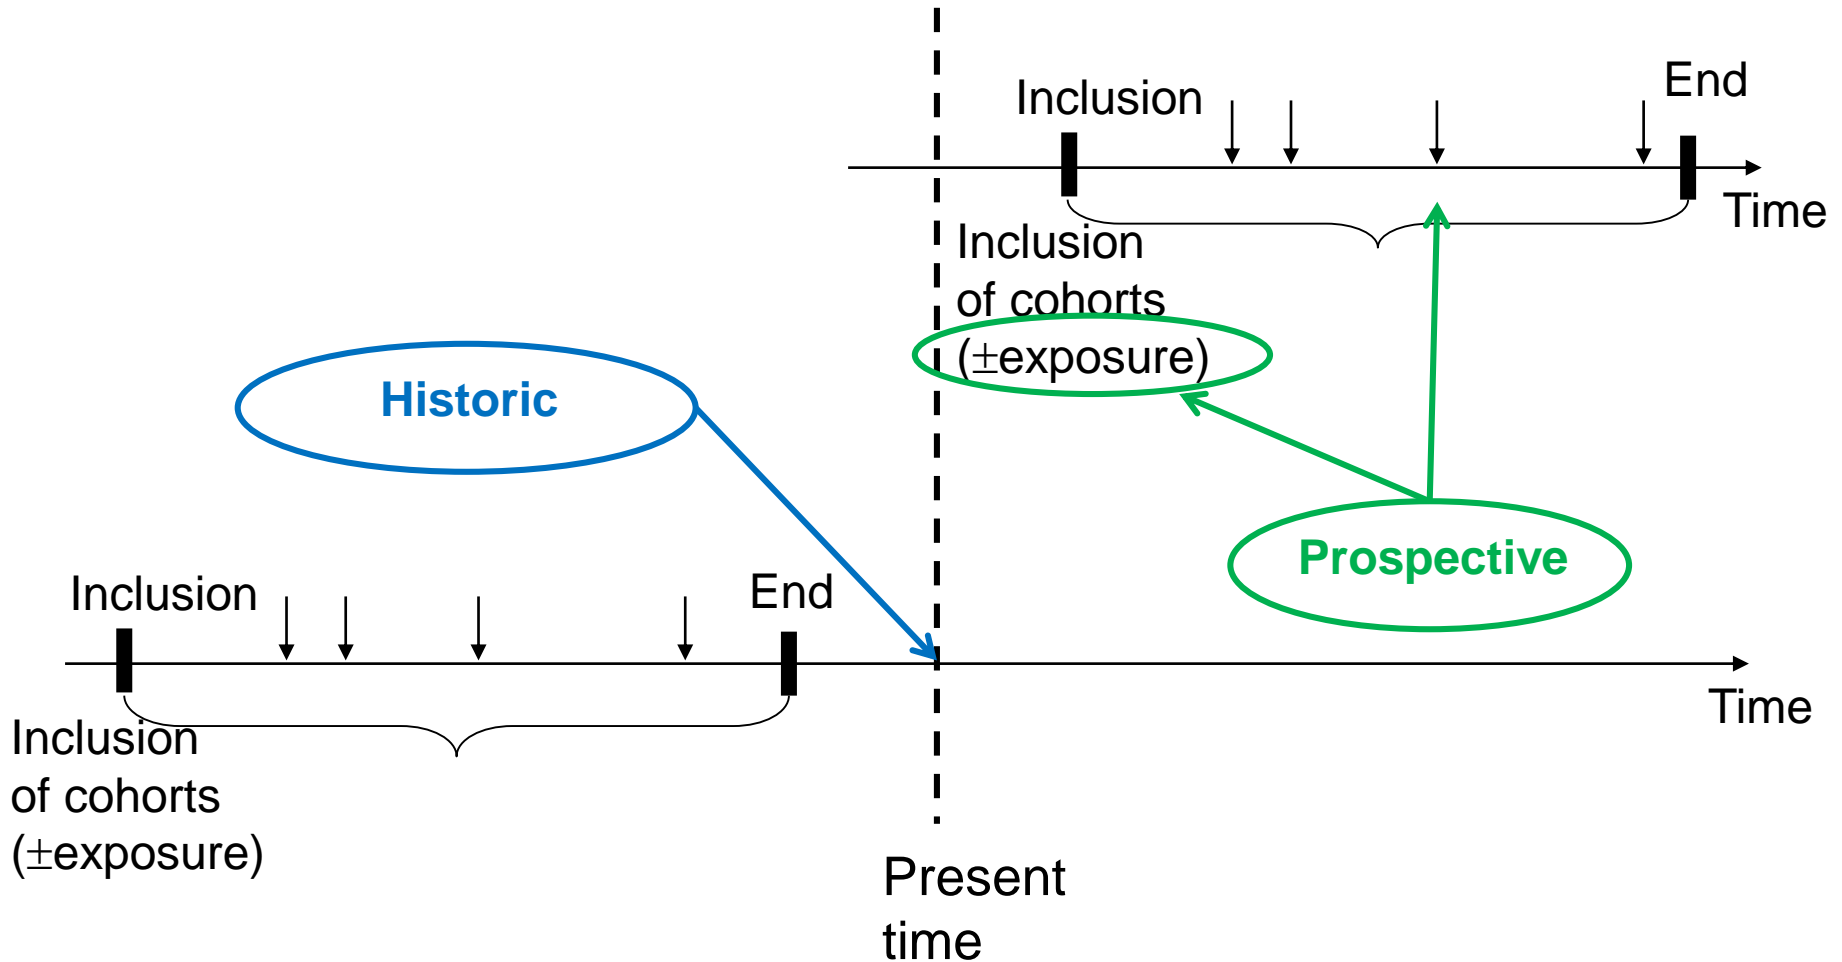 Inclusion
End
Time
Inclusion
of cohorts
(±exposure)
Historic
Prospective
Inclusion
End
Time
Inclusion
of cohorts
(±exposure)
Present
time